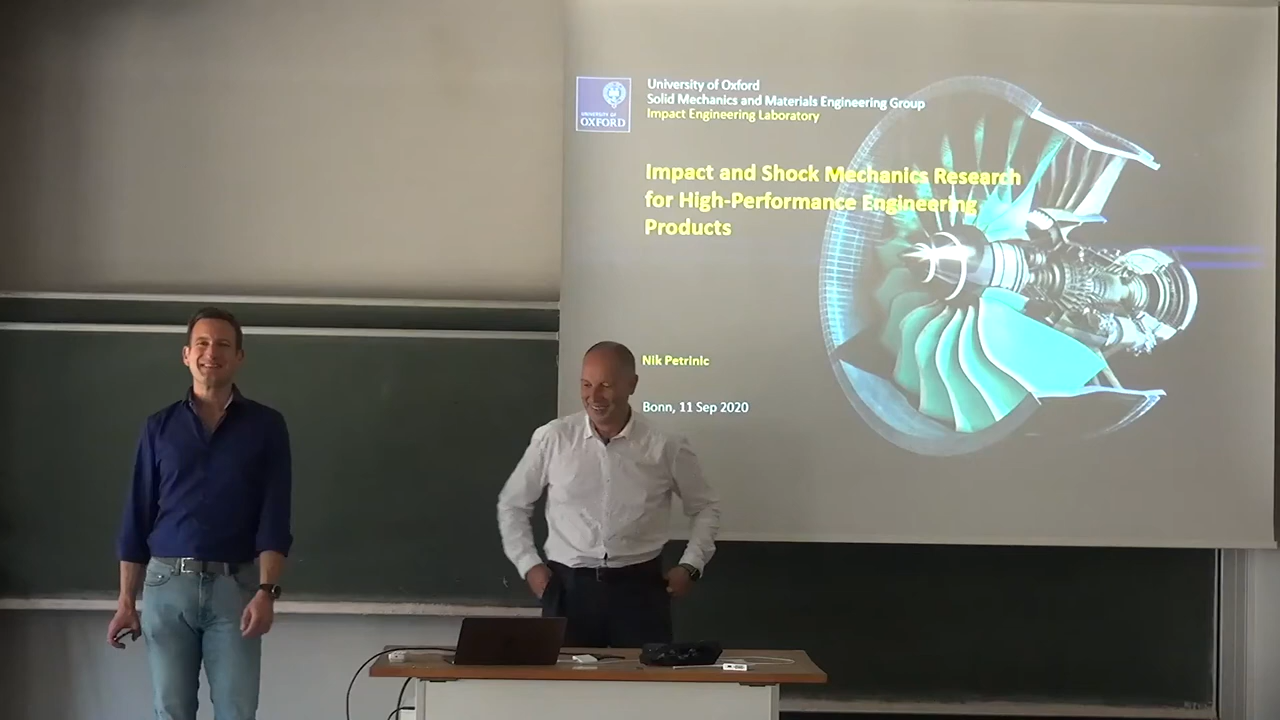 University of Oxford
Solid Mechanics and Materials Engineering Group
Impact Engineering Laboratory
UNIVERSITY OF
OXFORD
Impact and Shock Mechanics Research
for High-Performance Engineering
Products
Nik Petrinic
Bonn, 11 Sep 2020